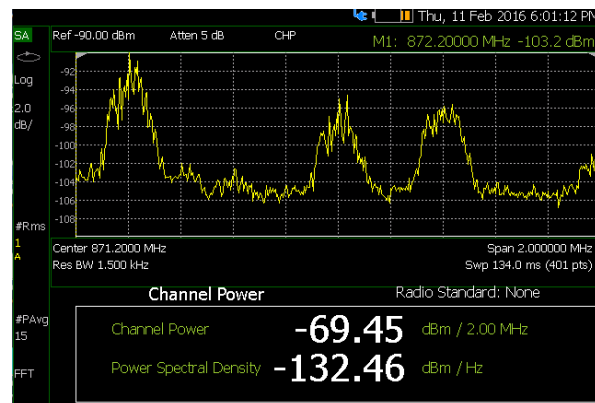 Thu, 11 Feb 2016 6:01:12 PM
SA Ref -90.00 dBm Atten 5 dB CHP M1: 872.20000 MHz -103.2 dBm
Log
2.0
dB/
-92
-94
-96
-98
-100
-102
-104
-106
-108
#Rms
1
A
Center 871.2000 MHz Span 2.000000 MHz
Res BW 1.500 kHz Swp 134.0 ms (401 pts)
Channel Power Radio Standard: None
#PAvg
15
Channel Power -69.45 dBm / 2.00 MHz
Power Spectral Density -132.46 dBm / Hz
FFT